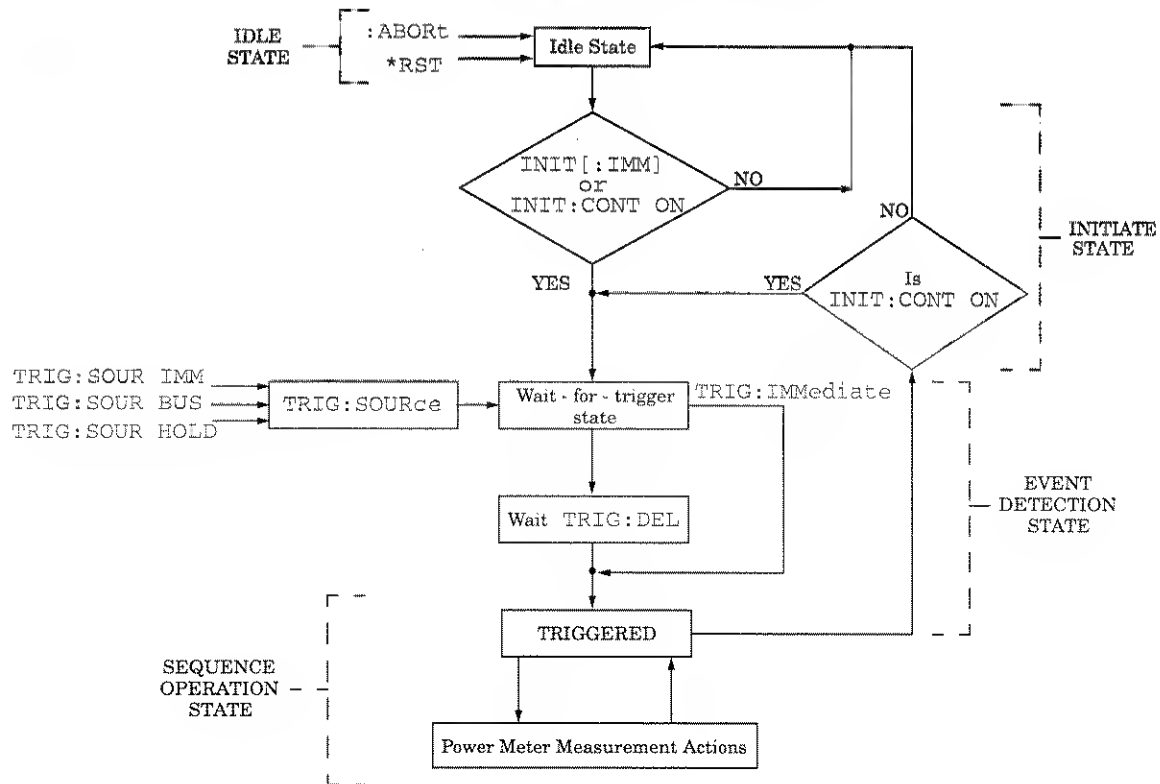 IDLE
STATE
:ABORt
*RST
Idle State
INIT[:IMM]
or
INIT:CONT ON
NO
YES
NO
YES
Is
INIT:CONT ON
INITIATE
STATE
TRIG:SOUR IMM
TRIG:SOUR BUS
TRIG:SOUR HOLD
TRIG:SOURce
Wait - for - trigger
state
TRIG:IMMediate
Wait TRIG:DEL
EVENT
DETECTION
STATE
TRIGGERED
SEQUENCE
OPERATION
STATE
Power Meter Measurement Actions